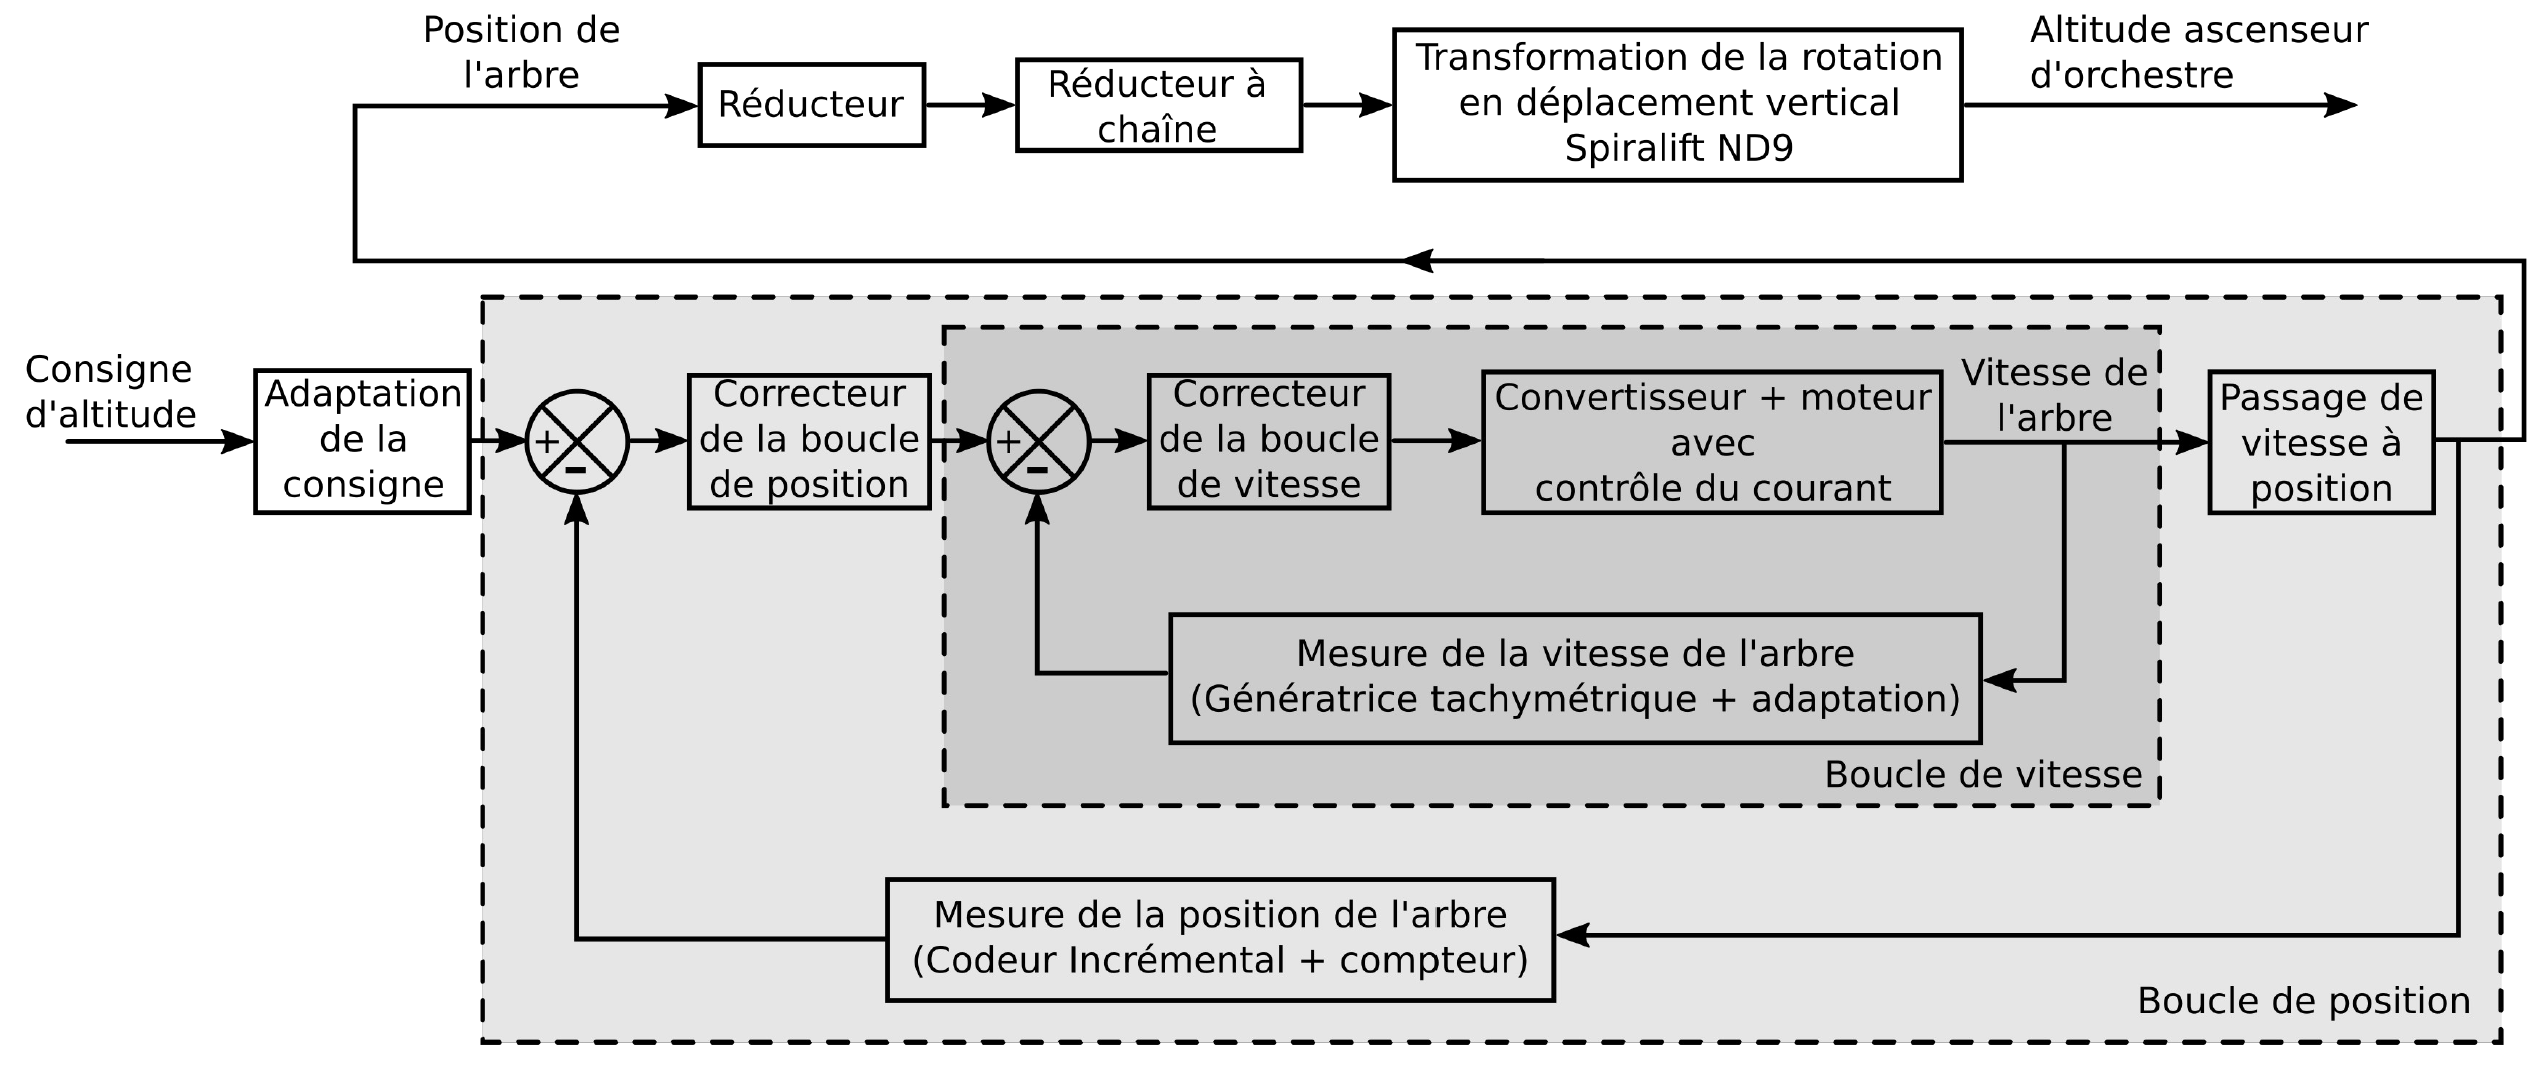 Position de
l'arbre
Réducteur
Réducteur à
chaîne
Transformation de la rotation
en déplacement vertical
Spiralift ND9
Altitude ascenseur
d'orchestre
Consigne
d'altitude
Adaptation
de la
consigne
+
-
Correcteur
de la boucle
de position
+
-
Correcteur
de la boucle
de vitesse
Convertisseur + moteur
avec
contrôle du courant
Vitesse de
l'arbre
Passage de
vitesse à
position
Mesure de la vitesse de l'arbre
(Génératrice tachymétrique + adaptation)
Boucle de vitesse
Mesure de la position de l'arbre
(Codeur Incrémental + compteur)
Boucle de position